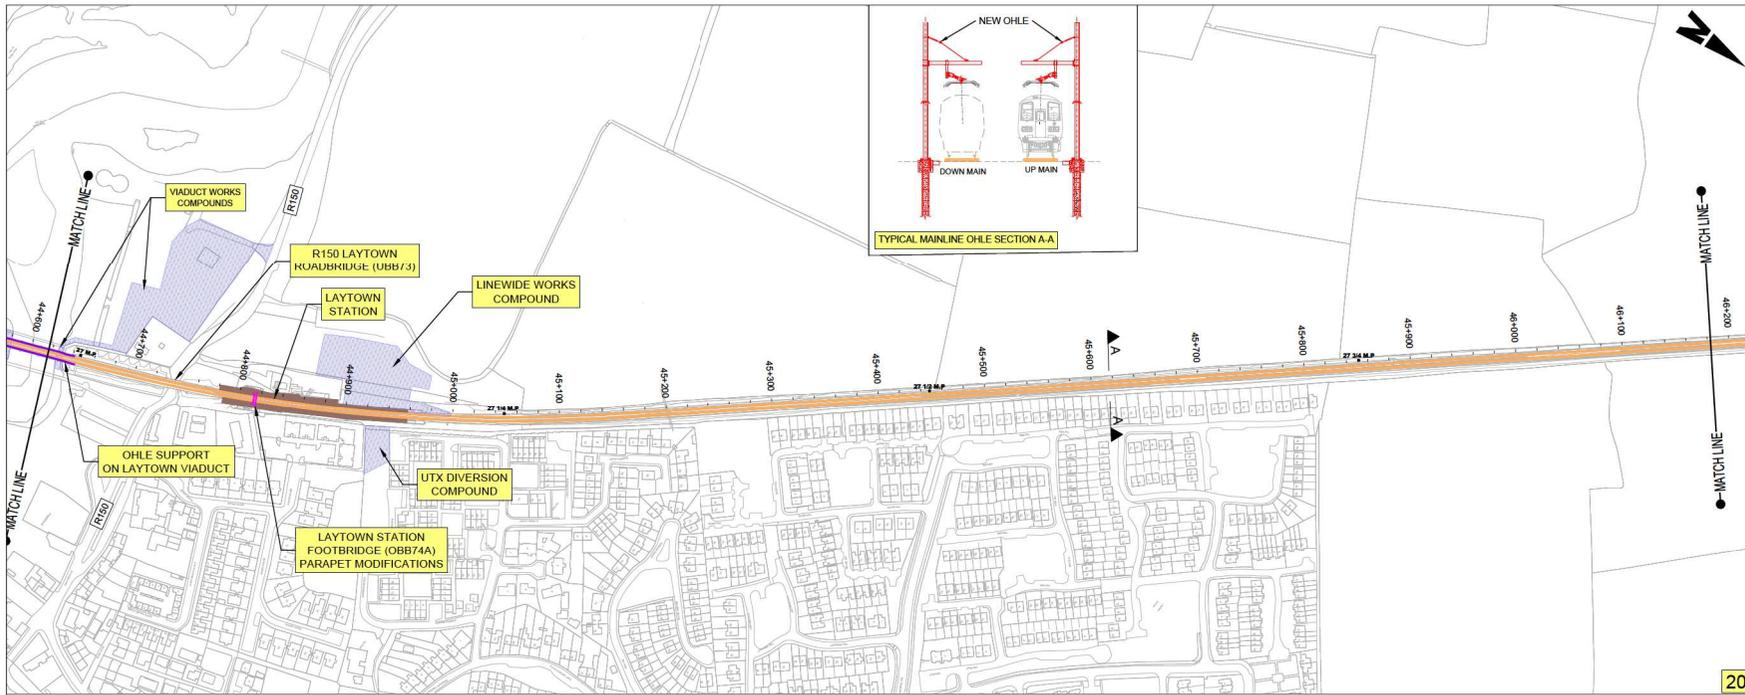 NEW OHLE
DOWN MAIN
UP MAIN
TYPICAL MAINLINE OHLE SECTION A-A
N
MATCH LINE
VIADUCT WORKS
COMPOUNDS
R150
R150 LAYTOWN
ROADBRIDGE (UBB73)
LAYTOWN
STATION
LINEWIDE WORKS
COMPOUND
MATCH LINE
44+600
27 M.P
44+700
44+800
44+900
45+000
27 1/4 M.P
45+100
45+200
45+300
45+400
27 1/2 M.P
45+500
45+600
A
A
45+700
45+800
27 3/4 M.P
45+900
46+000
46+100
46+200
OHLE SUPPORT
ON LAYTOWN VIADUCT
UTX DIVERSION
COMPOUND
MATCH LINE
R150
LAYTOWN STATION
FOOTBRIDGE (OBB74A)
PARAPET MODIFICATIONS
MATCH LINE
20